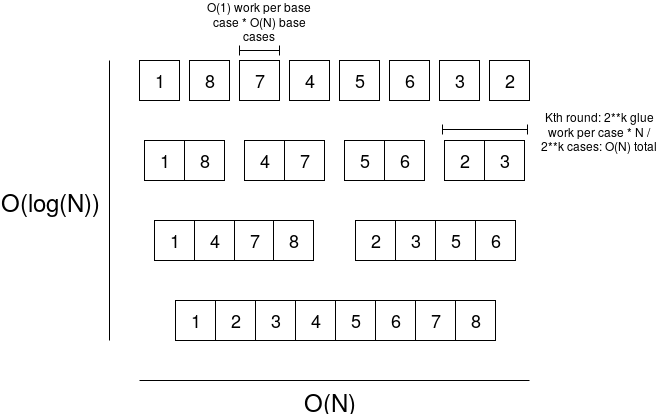 O(1) work per base
case * O(N) base
cases
1 8 7 4 5 6 3 2
Kth round: 2**k glue
work per case * N /
2**k cases: O(N) total
1 8 4 7 5 6 2 3
O(log(N))
1 4 7 8 2 3 5 6
1 2 3 4 5 6 7 8
O(N)